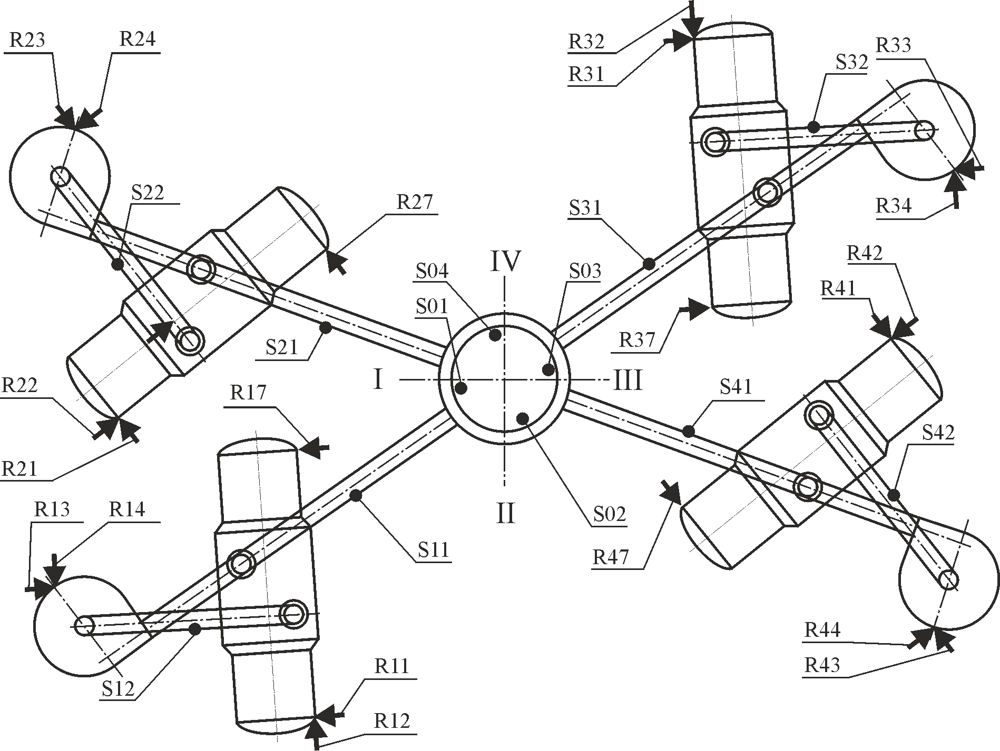 R23
R24
R32
R31
R33
S32
S22
R27
S31
R34
R42
R41
IV
S04
S03
S01
R37
S21
R22
R17
I
III
S41
S42
R21
R13
R14
II
S02
S11
R47
R44
R43
R11
S12
R12